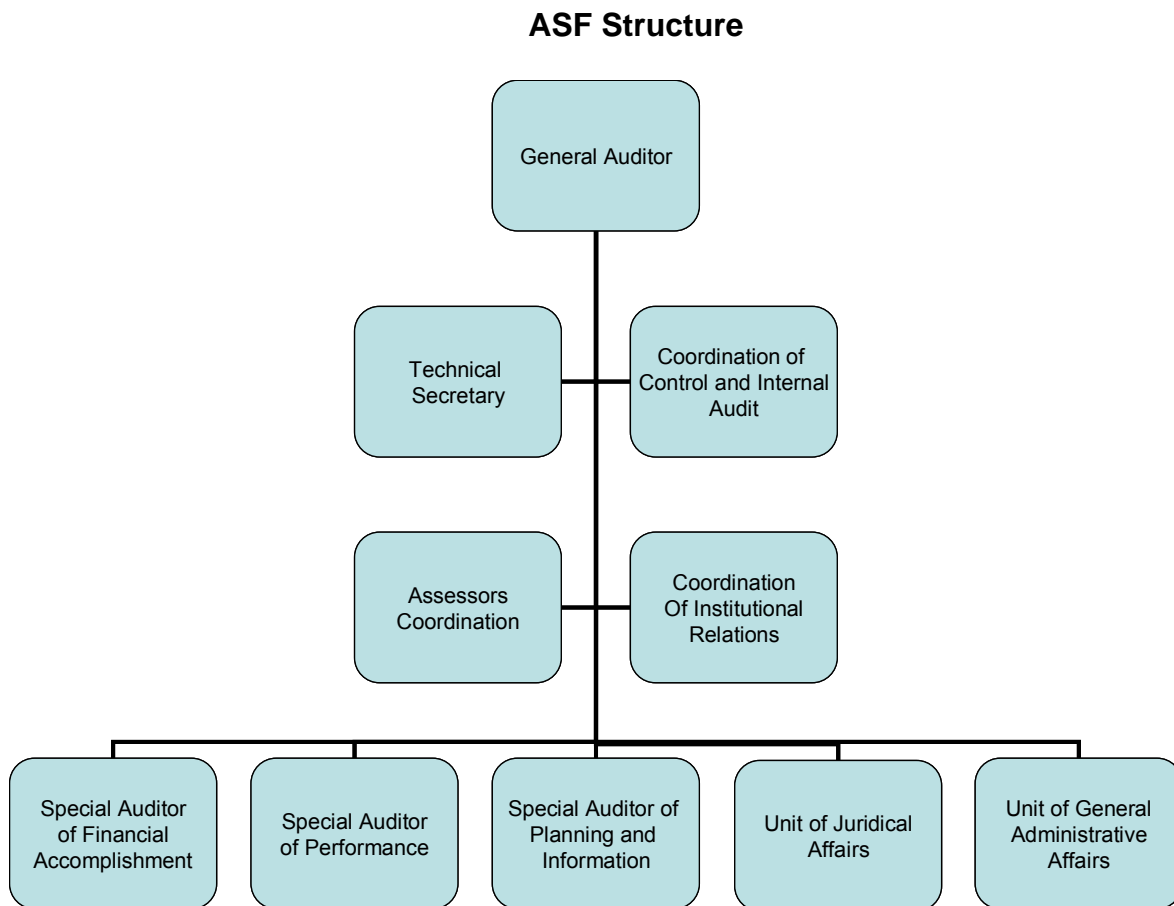 ASF Structure
General Auditor
Technical
Secretary
Coordination of
Control and Internal
Audit
Assessors
Coordination
Coordination
Of Institutional
Relations
Special Auditor
of Financial
Accomplishment
Special Auditor
of Performance
Special Auditor of
Planning and
Information
Unit of Juridical
Affairs
Unit of General
Administrative
Affairs